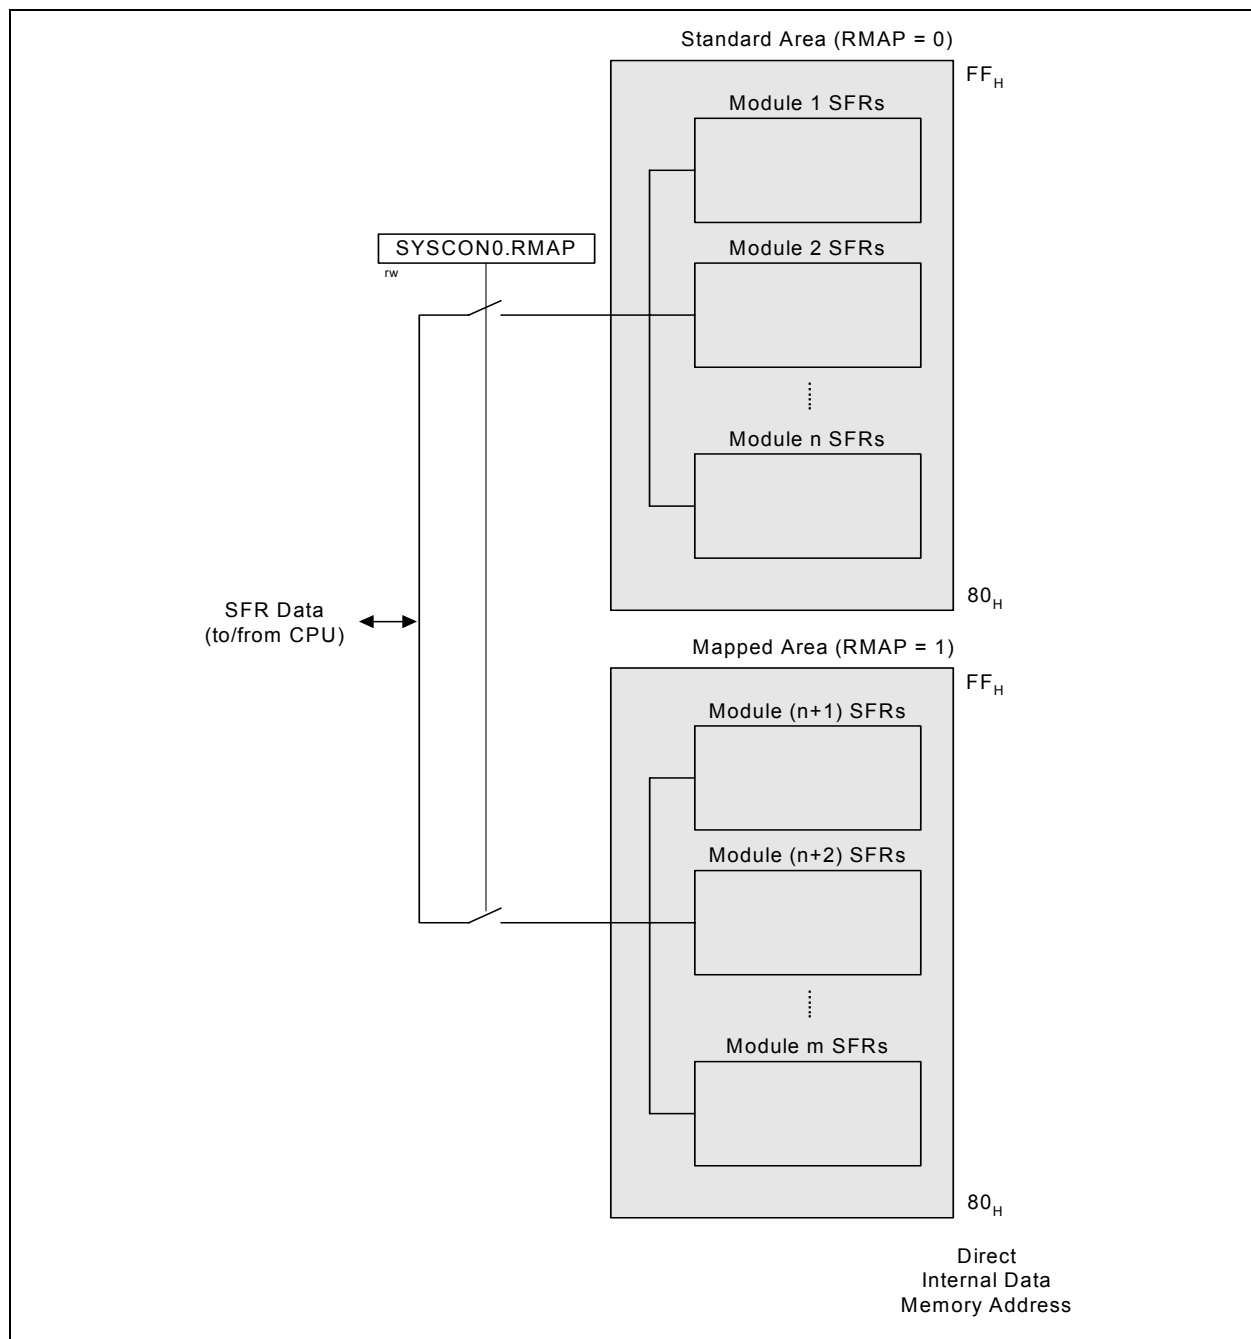 Standard Area (RMAP = 0)
FFH
Module 1 SFRs
SYSCON0.RMAP
rw
Module 2 SFRs
Module n SFRs
80H
SFR Data
(to/from CPU)
Mapped Area (RMAP = 1)
FFH
Module (n+1) SFRs
Module (n+2) SFRs
Module m SFRs
80H
Direct
Internal Data
Memory Address